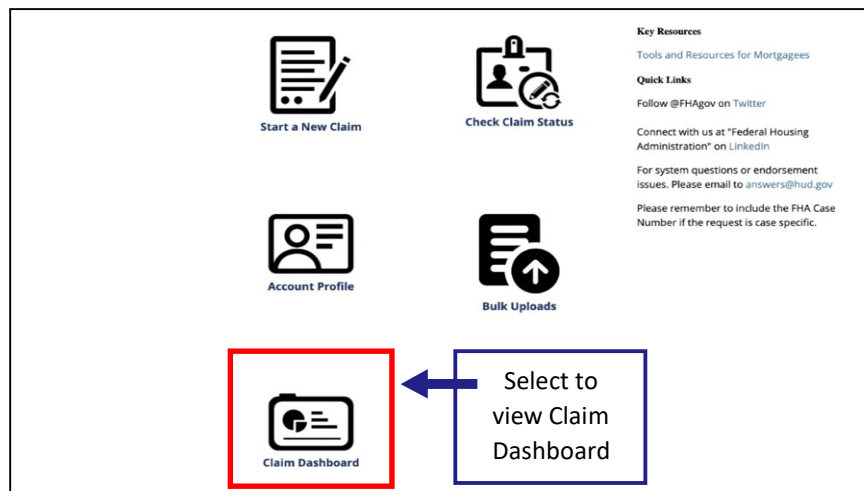 Start a New Claim
Check Claim Status
Account Profile
Bulk Uploads
Claim Dashboard
Select to
view Claim
Dashboard
Key Resources
Tools and Resources for Mortgagees
Quick Links
Follow @FHAgov on Twitter
Connect with us at "Federal Housing
Administration" on LinkedIn
For system questions or endorsement
issues. Please email to answers@hud.gov
Please remember to include the FHA Case
Number if the request is case specific.